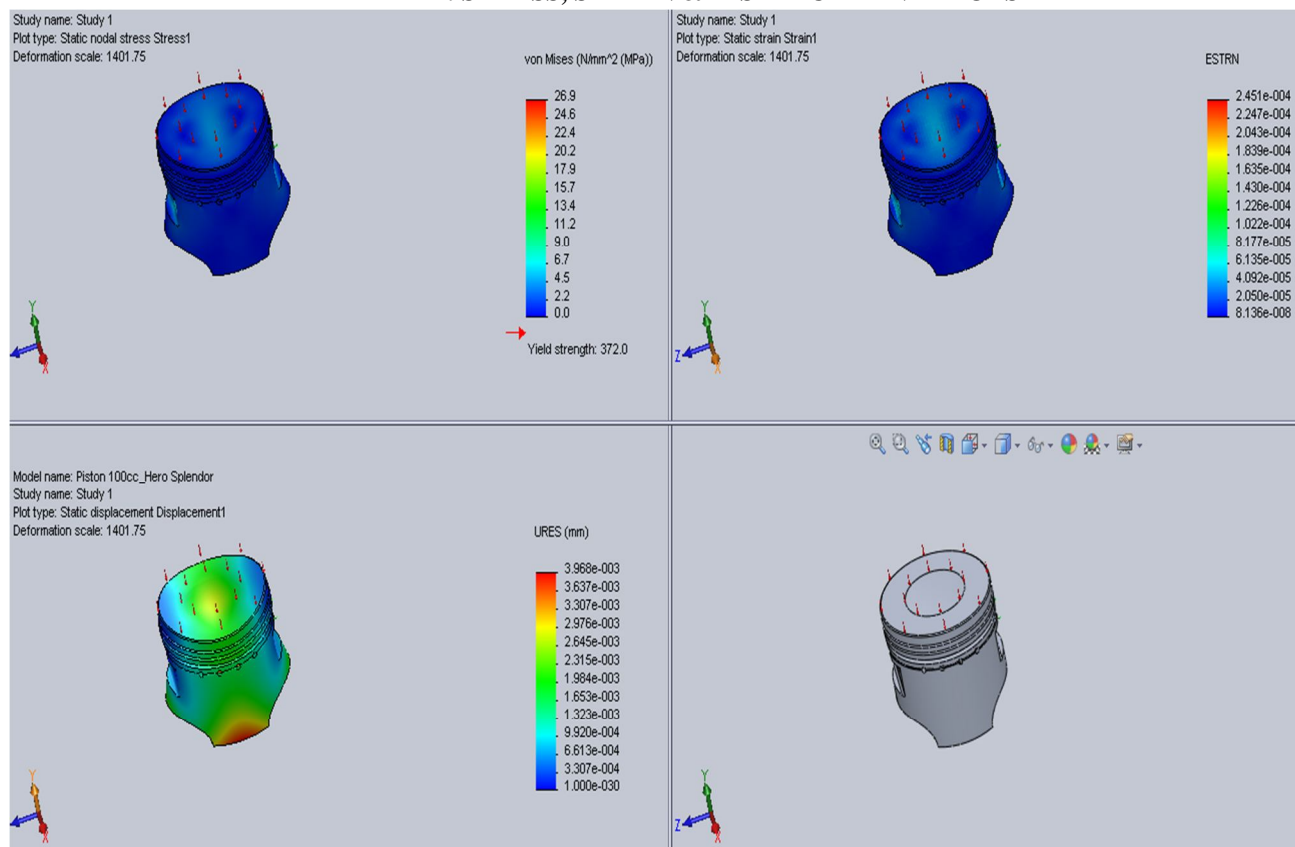 Study name: Study 1
Plot type: Static nodal stress Stress1
Deformation scale: 1401.75
von Mises (N/mm^2 (MPa))
26.9
24.6
22.4
20.2
17.9
15.7
13.4
11.2
9.0
6.7
4.5
2.2
0.0
Yield strength: 372.0
Y
X
Study name: Study 1
Plot type: Static strain Strain1
Deformation scale: 1401.75
ESTRN
2.451e-004
2.247e-004
2.043e-004
1.839e-004
1.635e-004
1.430e-004
1.226e-004
1.022e-004
8.177e-005
6.135e-005
4.092e-005
2.050e-005
8.136e-008
Y
Z
X
Model name: Piston 100cc_Hero Splendor
Study name: Study 1
Plot type: Static displacement Displacement1
Deformation scale: 1401.75
URES (mm)
3.968e-003
3.637e-003
3.307e-003
2.976e-003
2.645e-003
2.315e-003
1.984e-003
1.653e-003
1.323e-003
9.920e-004
6.613e-004
3.307e-004
1.000e-030
Y
X
Y
Z
X